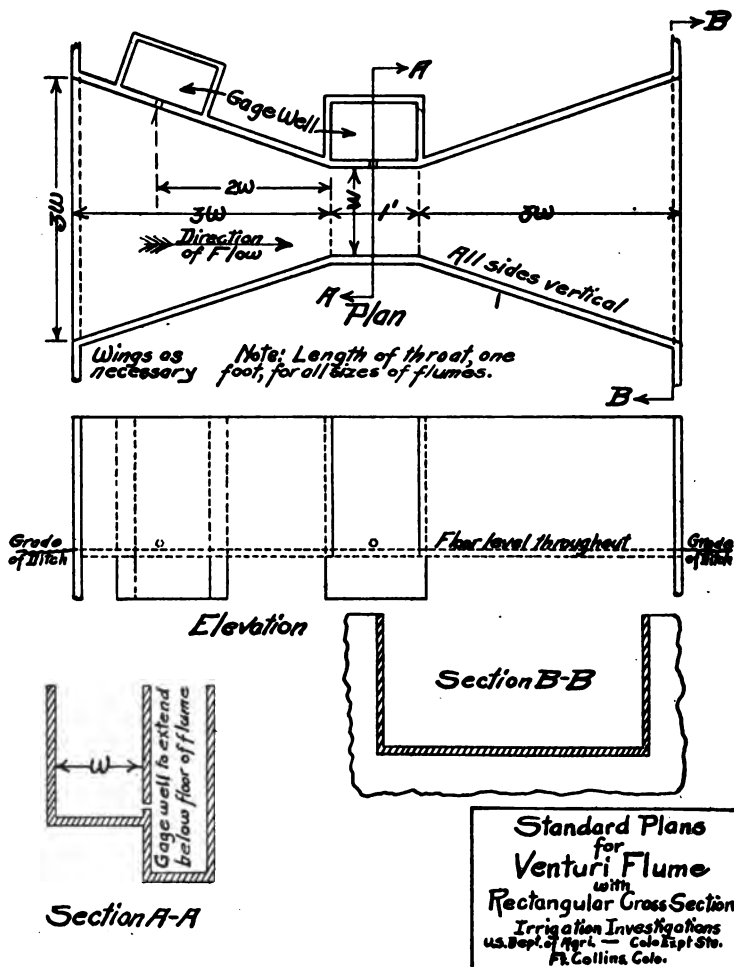 B
A
Gage Well
2W
3W
W
3W
1'
3W
Direction
of Flow
All sides vertical
A
Plan
Wings as
necessary
Note: Length of throat, one
foot, for all sizes of flumes.
B
Grade
of Ditch
Floor level throughout
Grade
of Ditch
Elevation
Section B-B
W
Gage well to extend
below floor of flume
Section A-A
Standard Plans
for
Venturi Flume
with
Rectangular Cross Section
Irrigation Investigations
U.S. Dept. of Agri. — Colo Expt Sta.
Ft. Collins, Colo.